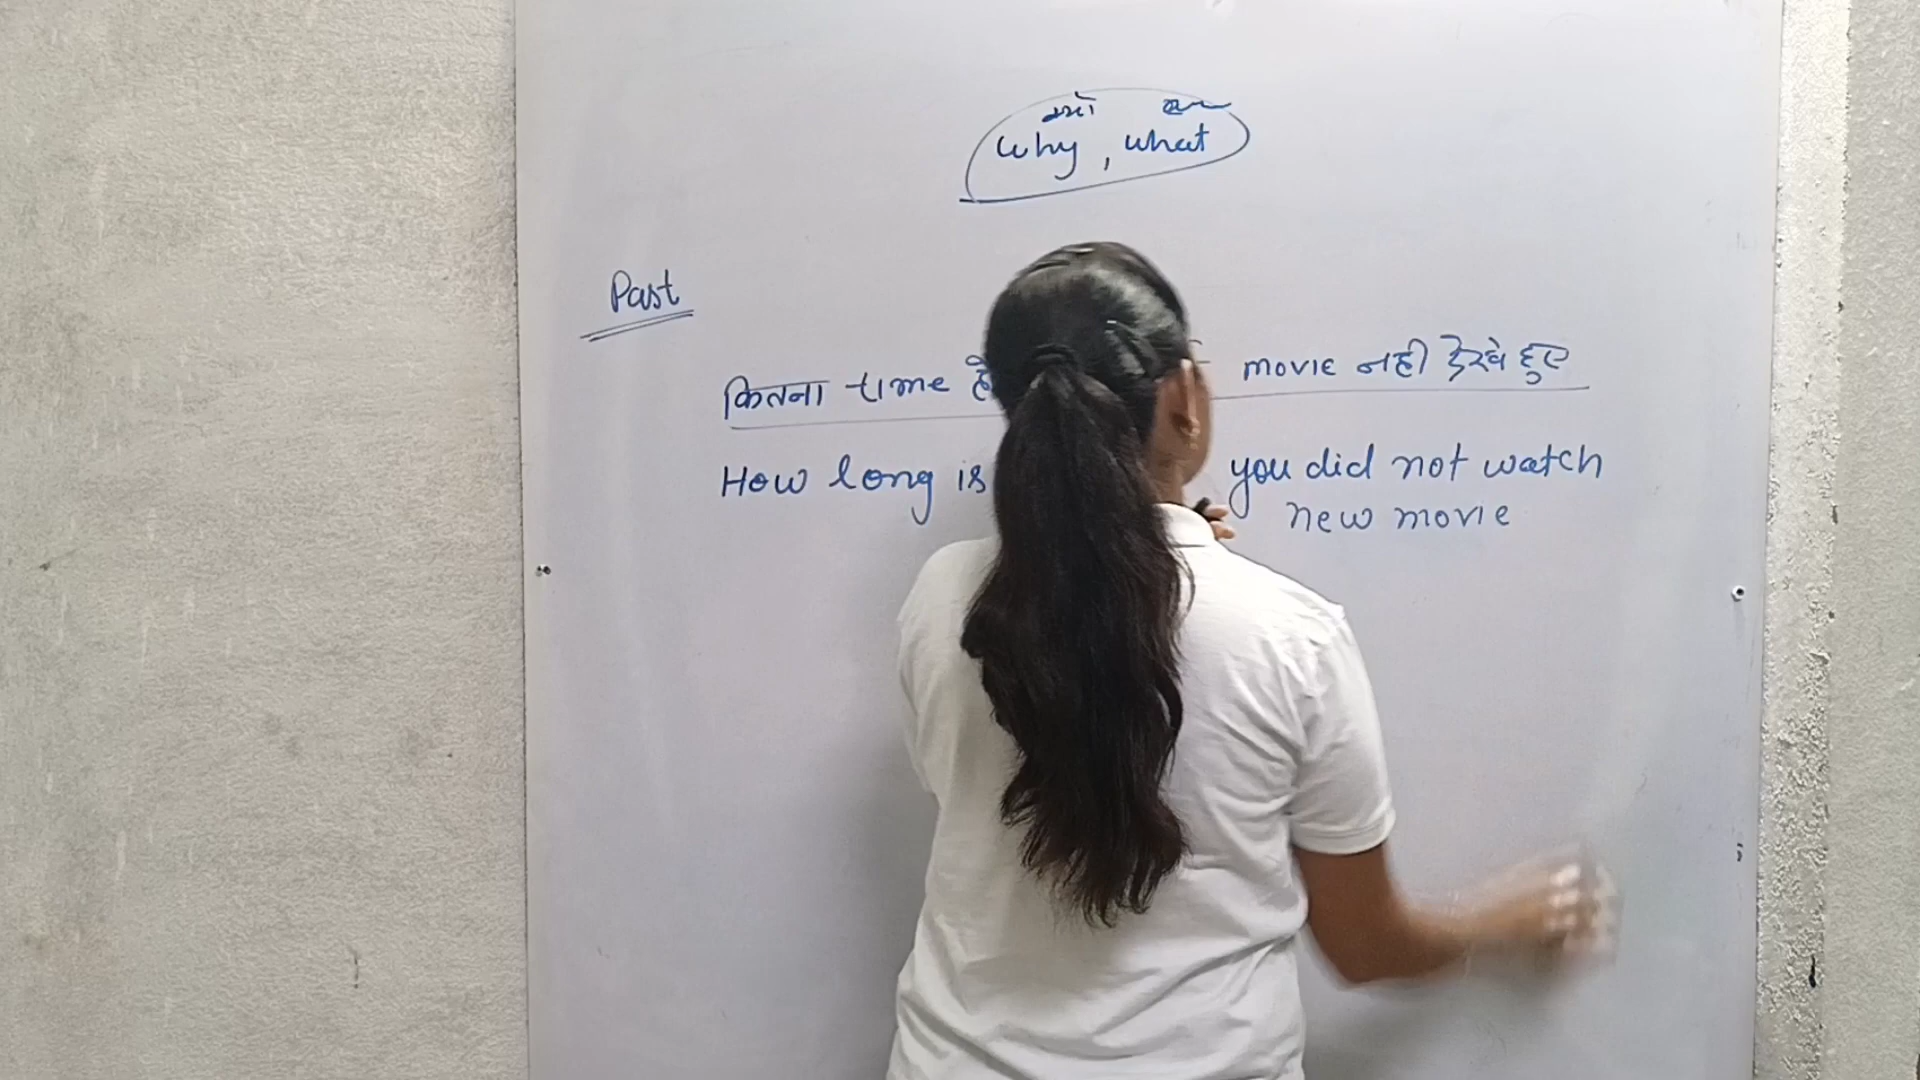 क्यों
why, what
Past
कितना time movie नही देखे हुए
How long is you did not watch
new movie